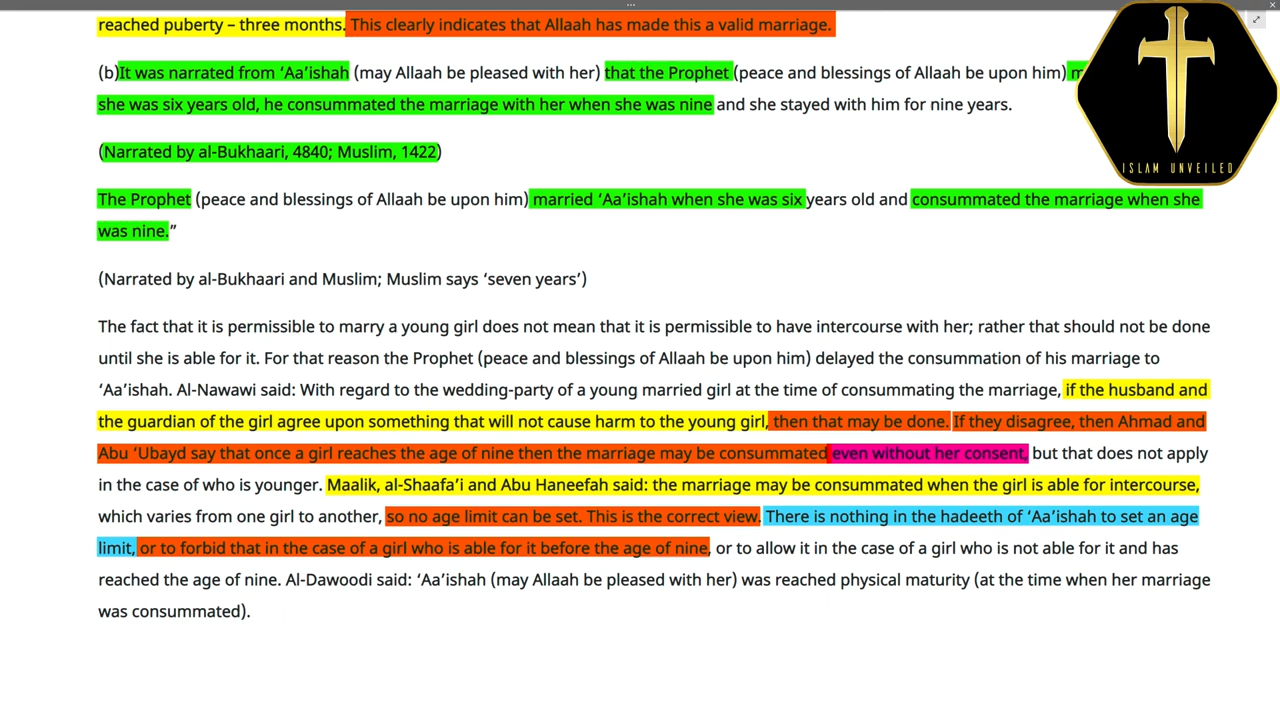 reached puberty – three months. This clearly indicates that Allaah has made this a valid marriage.
(b)It was narrated from ‘Aa’ishah (may Allaah be pleased with her) that the Prophet (peace and blessings of Allaah be upon him)
she was six years old, he consummated the marriage with her when she was nine and she stayed with him for nine years.
(Narrated by al-Bukhaari, 4840; Muslim, 1422)
The Prophet (peace and blessings of Allaah be upon him) married ‘Aa’ishah when she was six years old and consummated the marriage when she
was nine.”
(Narrated by al-Bukhaari and Muslim; Muslim says ‘seven years’)
The fact that it is permissible to marry a young girl does not mean that it is permissible to have intercourse with her; rather that should not be done
until she is able for it. For that reason the Prophet (peace and blessings of Allaah be upon him) delayed the consummation of his marriage to
‘Aa’ishah. Al-Nawawi said: With regard to the wedding-party of a young married girl at the time of consummating the marriage, if the husband and
the guardian of the girl agree upon something that will not cause harm to the young girl, then that may be done. If they disagree, then Ahmad and
Abu ‘Ubayd say that once a girl reaches the age of nine then the marriage may be consummated even without her consent, but that does not apply
in the case of who is younger. Maalik, al-Shaafa’i and Abu Haneefah said: the marriage may be consummated when the girl is able for intercourse,
which varies from one girl to another, so no age limit can be set. This is the correct view. There is nothing in the hadeeth of ‘Aa’ishah to set an age
limit, or to forbid that in the case of a girl who is able for it before the age of nine, or to allow it in the case of a girl who is not able for it and has
reached the age of nine. Al-Dawoodi said: ‘Aa’ishah (may Allaah be pleased with her) was reached physical maturity (at the time when her marriage
was consummated).
ISLAM UNVEILED